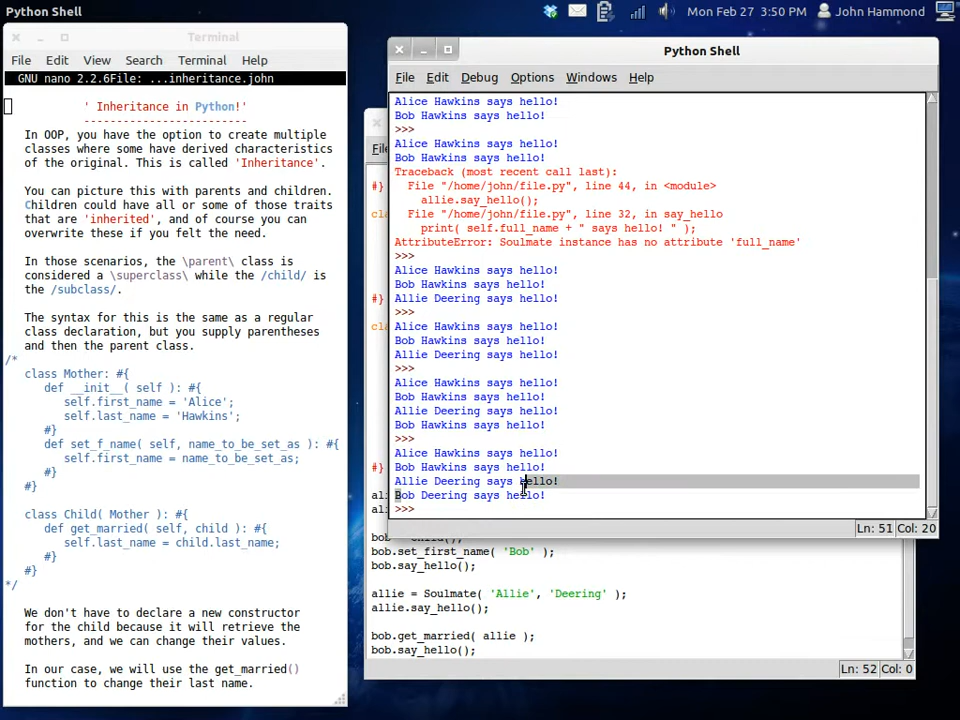 Python Shell
Mon Feb 27 3:50 PM
John Hammond
Terminal
File Edit View Search Terminal Help
GNU nano 2.2.6File: ...inheritance.john
' Inheritance in Python!'
------------------------
In OOP, you have the option to create multiple
classes where some have derived characteristics
of the original. This is called 'Inheritance'.
You can picture this with parents and children.
Children could have all or some of those traits
that are 'inherited', and of course you can
overwrite these if you felt the need.
In those scenarios, the \parent\ class is
considered a \superclass\ while the /child/ is
the /subclass/.
The syntax for this is the same as a regular
class declaration, but you supply parentheses
and then the parent class.
/*
class Mother: #{
def __init__( self ): #{
self.first_name = 'Alice';
self.last_name = 'Hawkins';
#}
def set_f_name( self, name_to_be_set_as ): #{
self.first_name = name_to_be_set_as;
#}
#}
class Child( Mother ): #{
def get_married( self, child ): #{
self.last_name = child.last_name;
#}
#}
*/
We don't have to declare a new constructor
for the child because it will retrieve the
mothers, and we can change their values.
In our case, we will use the get_married()
function to change their last name.
Python Shell
File Edit Debug Options Windows Help
Alice Hawkins says hello!
Bob Hawkins says hello!
>>>
Alice Hawkins says hello!
Bob Hawkins says hello!
Traceback (most recent call last):
File "/home/john/file.py", line 44, in <module>
allie.say_hello();
File "/home/john/file.py", line 32, in say_hello
print( self.full_name + " says hello! " );
AttributeError: Soulmate instance has no attribute 'full_name'
>>>
Alice Hawkins says hello!
Bob Hawkins says hello!
Allie Deering says hello!
>>>
Alice Hawkins says hello!
Bob Hawkins says hello!
Allie Deering says hello!
>>>
Alice Hawkins says hello!
Bob Hawkins says hello!
Allie Deering says hello!
Bob Hawkins says hello!
>>>
Alice Hawkins says hello!
Bob Hawkins says hello!
Allie Deering says hello!
Bob Deering says hello!
>>>
Ln: 51 Col: 20
#}
#}
#}
bob.set_first_name( 'Bob' );
bob.say_hello();
allie = Soulmate( 'Allie', 'Deering' );
allie.say_hello();
bob.get_married( allie );
bob.say_hello();
Ln: 52 Col: 0